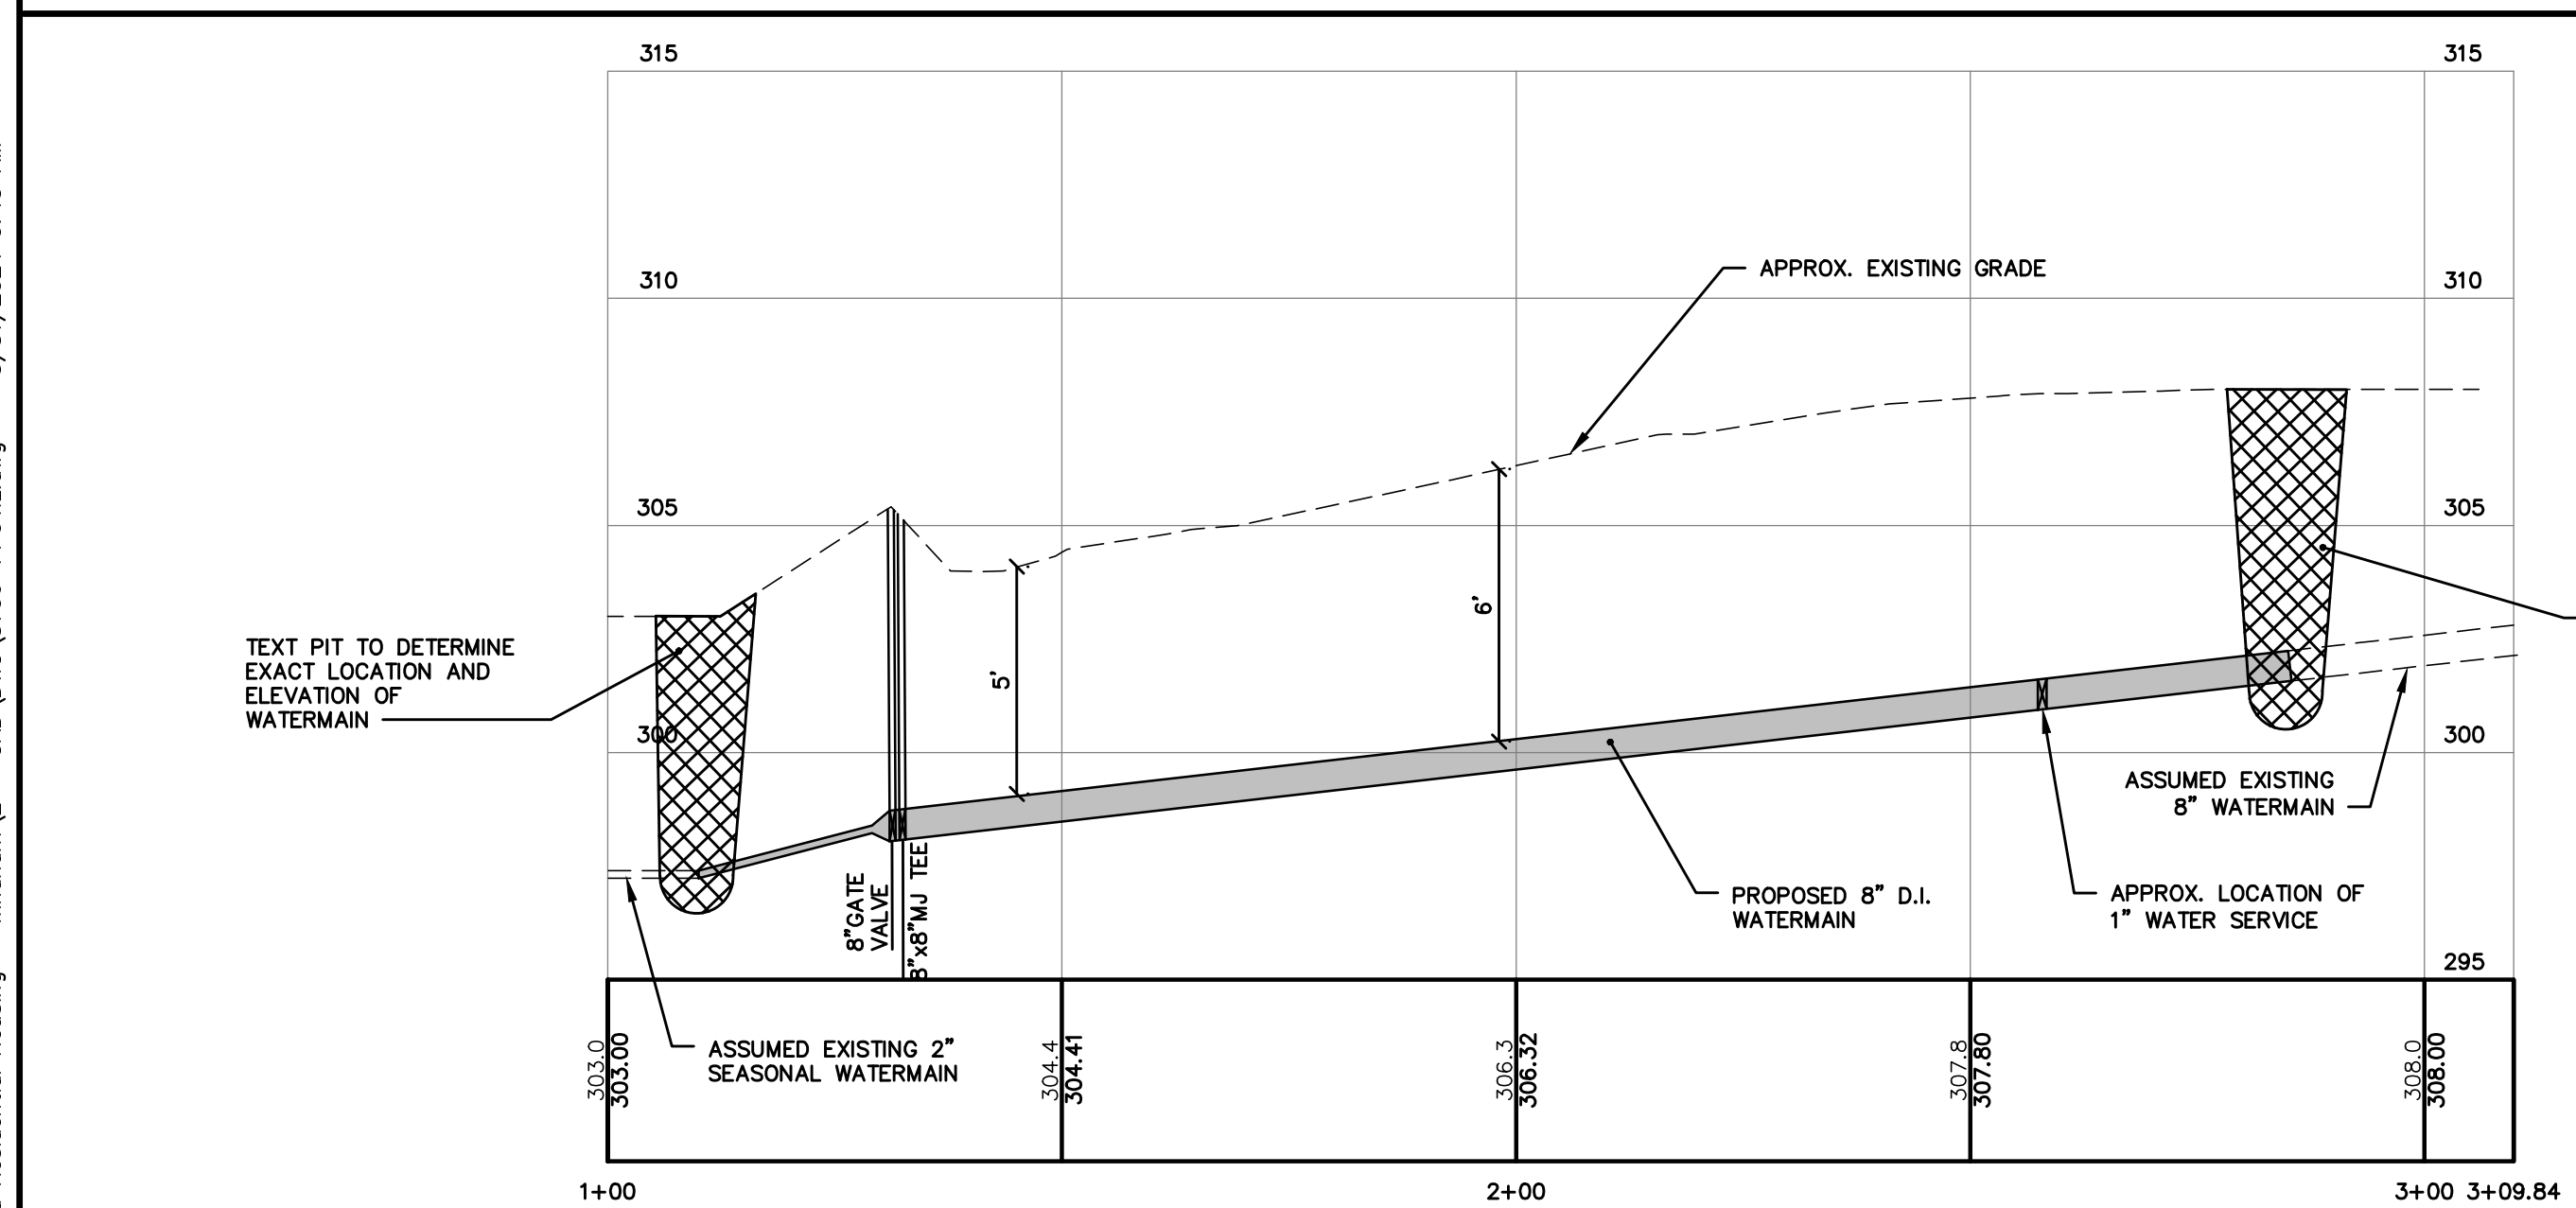 315
315
310
310
APPROX. EXISTING GRADE
305
305
6'
5'
TEXT PIT TO DETERMINE
EXACT LOCATION AND
ELEVATION OF
WATERMAIN
300
300
ASSUMED EXISTING
8" WATERMAIN
8"GATE
VALVE
8"x8"MJ TEE
PROPOSED 8" D.I.
WATERMAIN
APPROX. LOCATION OF
1" WATER SERVICE
295
ASSUMED EXISTING 2"
SEASONAL WATERMAIN
303.0
303.00
304.4
304.41
306.3
306.32
307.8
307.80
308.0
308.00
1+00
2+00
3+00
3+09.84